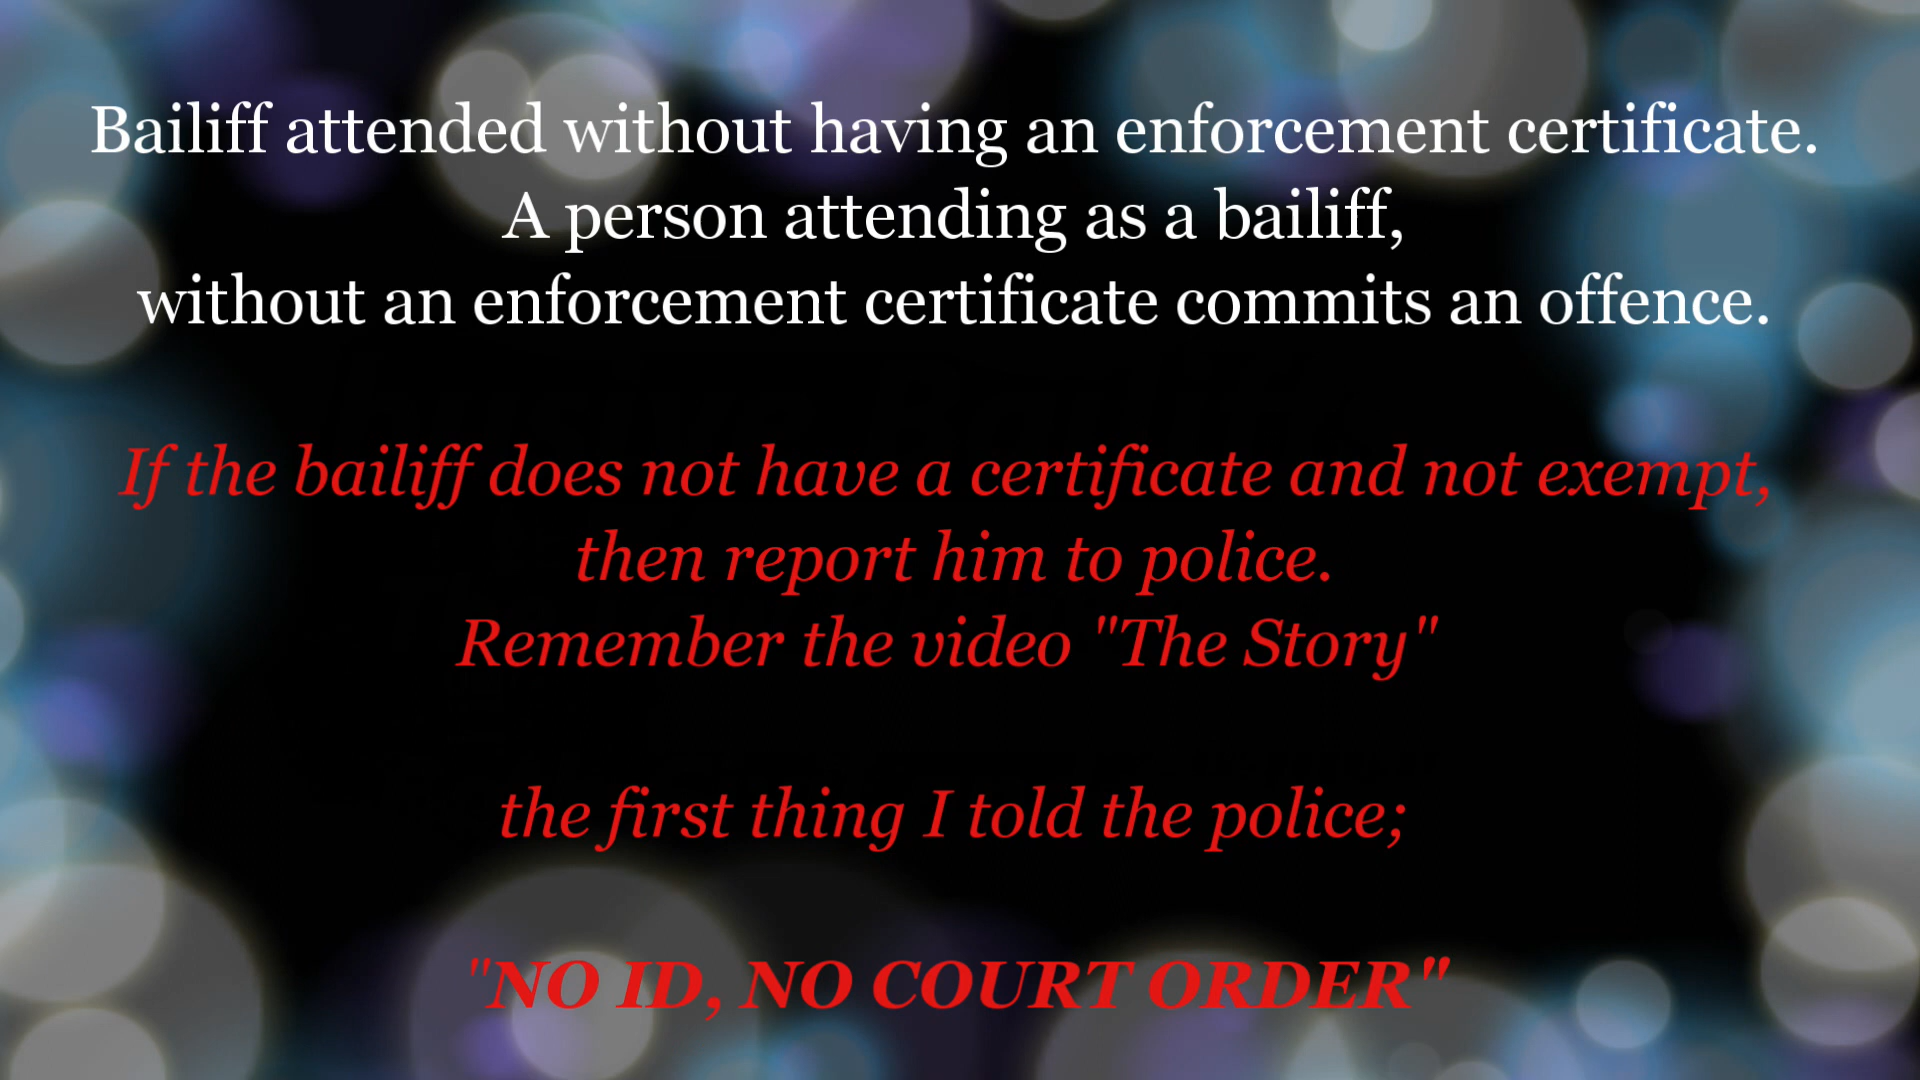 Bailiff attended without having an enforcement certificate.
A person attending as a bailiff,
without an enforcement certificate commits an offence.
If the bailiff does not have a certificate and not exempt,
then report him to police.
Remember the video "The Story"
the first thing I told the police;
"NO ID, NO COURT ORDER"